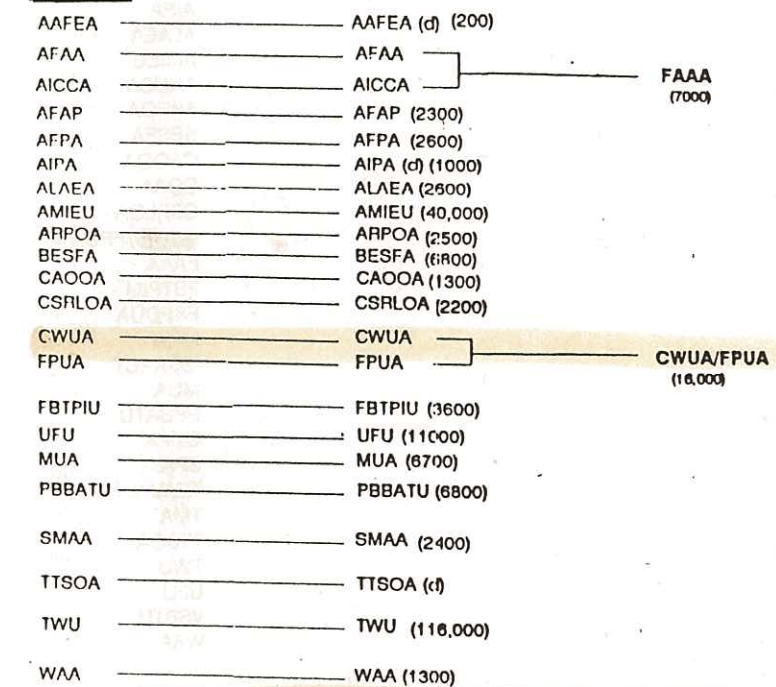 AAFEA AAFEA (d) (200)
AFAA AFAA
FAAA
AICCA AICCA
(7000)
AFAP AFAP (2300)
AFPA AFPA (2600)
AIPA AIPA (d) (1000)
ALAEA ALAEA (2600)
AMIEU AMIEU (40,000)
ARPOA ARPOA (2500)
BESFA BESFA (6800)
CAOOA CAOOA (1300)
CSRLOA CSRLOA (2200)
CWUA CWUA
CWUA/FPUA
FPUA FPUA
(16,000)
FBTPIU FBTPIU (3600)
UFU UFU (11000)
MUA MUA (6700)
PBBATU PBBATU (6800)
SMAA SMAA (2400)
TTSOA TTSOA (d)
TWU TWU (116,000)
WAA WAA (1300)